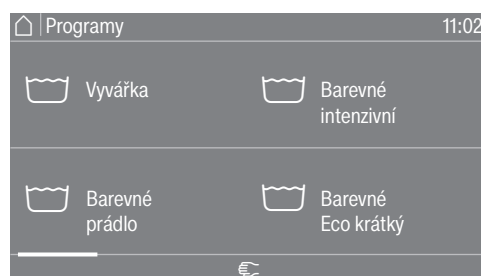 Programy 11:02
Vyvářka
Barevné
intenzivní
Barevné
prádlo
Barevné
Eco krátký